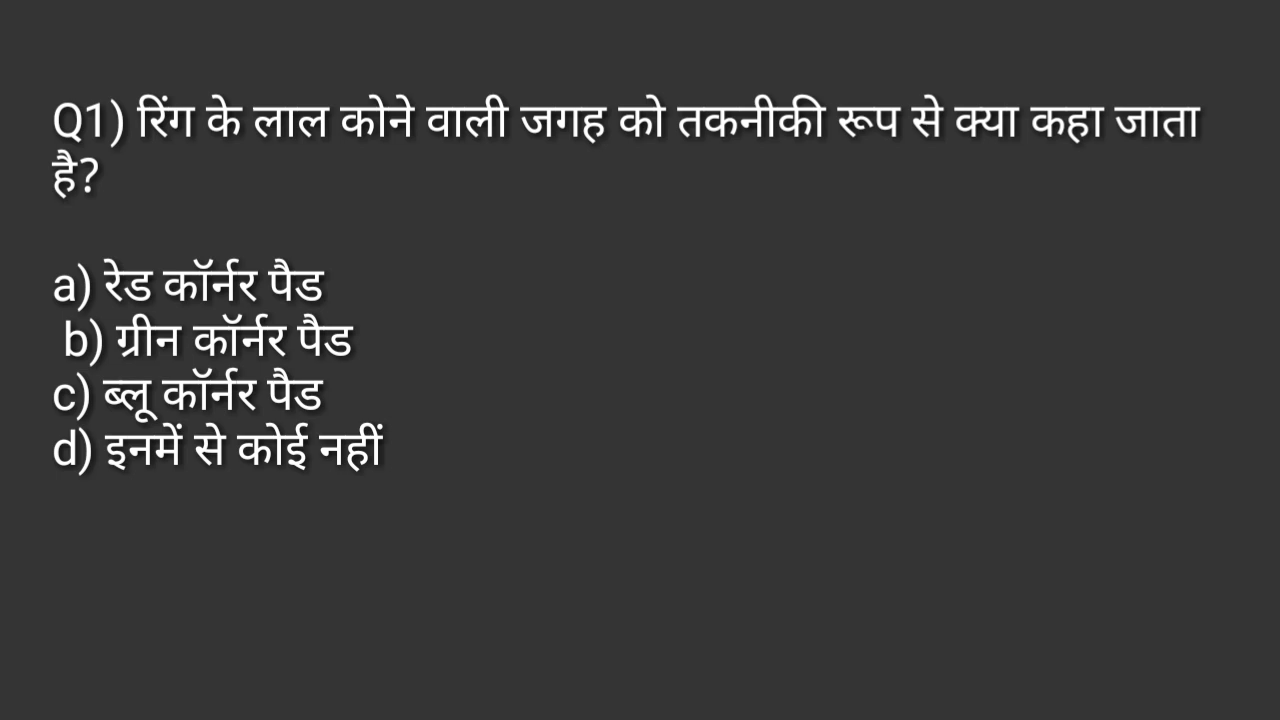 Q1) रिंग के लाल कोने वाली जगह को तकनीकी रूप से क्या कहा जाता
है?
a) रेड कॉर्नर पैड
b) ग्रीन कॉर्नर पैड
c) ब्लू कॉर्नर पैड
d) इनमें से कोई नहीं